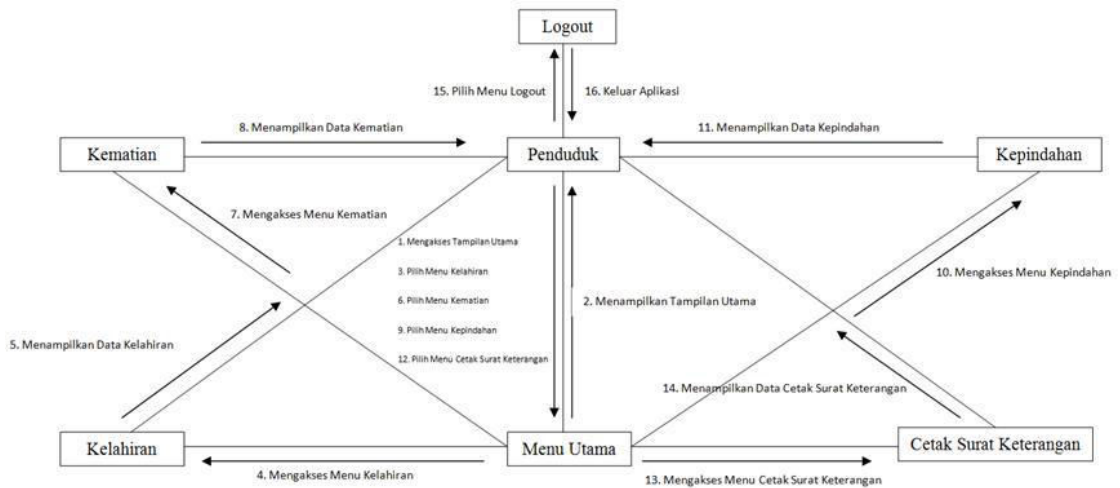 Logout
15. Pilih Menu Logout
16. Keluar Aplikasi
8. Menampilkan Data Kematian
11. Menampilkan Data Kepindahan
Kematian
Penduduk
Kepindahan
7. Mengakses Menu Kematian
1. Mengakses Tampilan Utama
3. Pilih Menu Kelahiran
6. Pilih Menu Kematian
9. Pilih Menu Kepindahan
12. Pilih Menu Cetak Surat Keterangan
2. Menampilkan Tampilan Utama
10. Mengakses Menu Kepindahan
5. Menampilkan Data Kelahiran
14. Menampilkan Data Cetak Surat Keterangan
Kelahiran
Menu Utama
Cetak Surat Keterangan
4. Mengakses Menu Kelahiran
13. Mengakses Menu Cetak Surat Keterangan